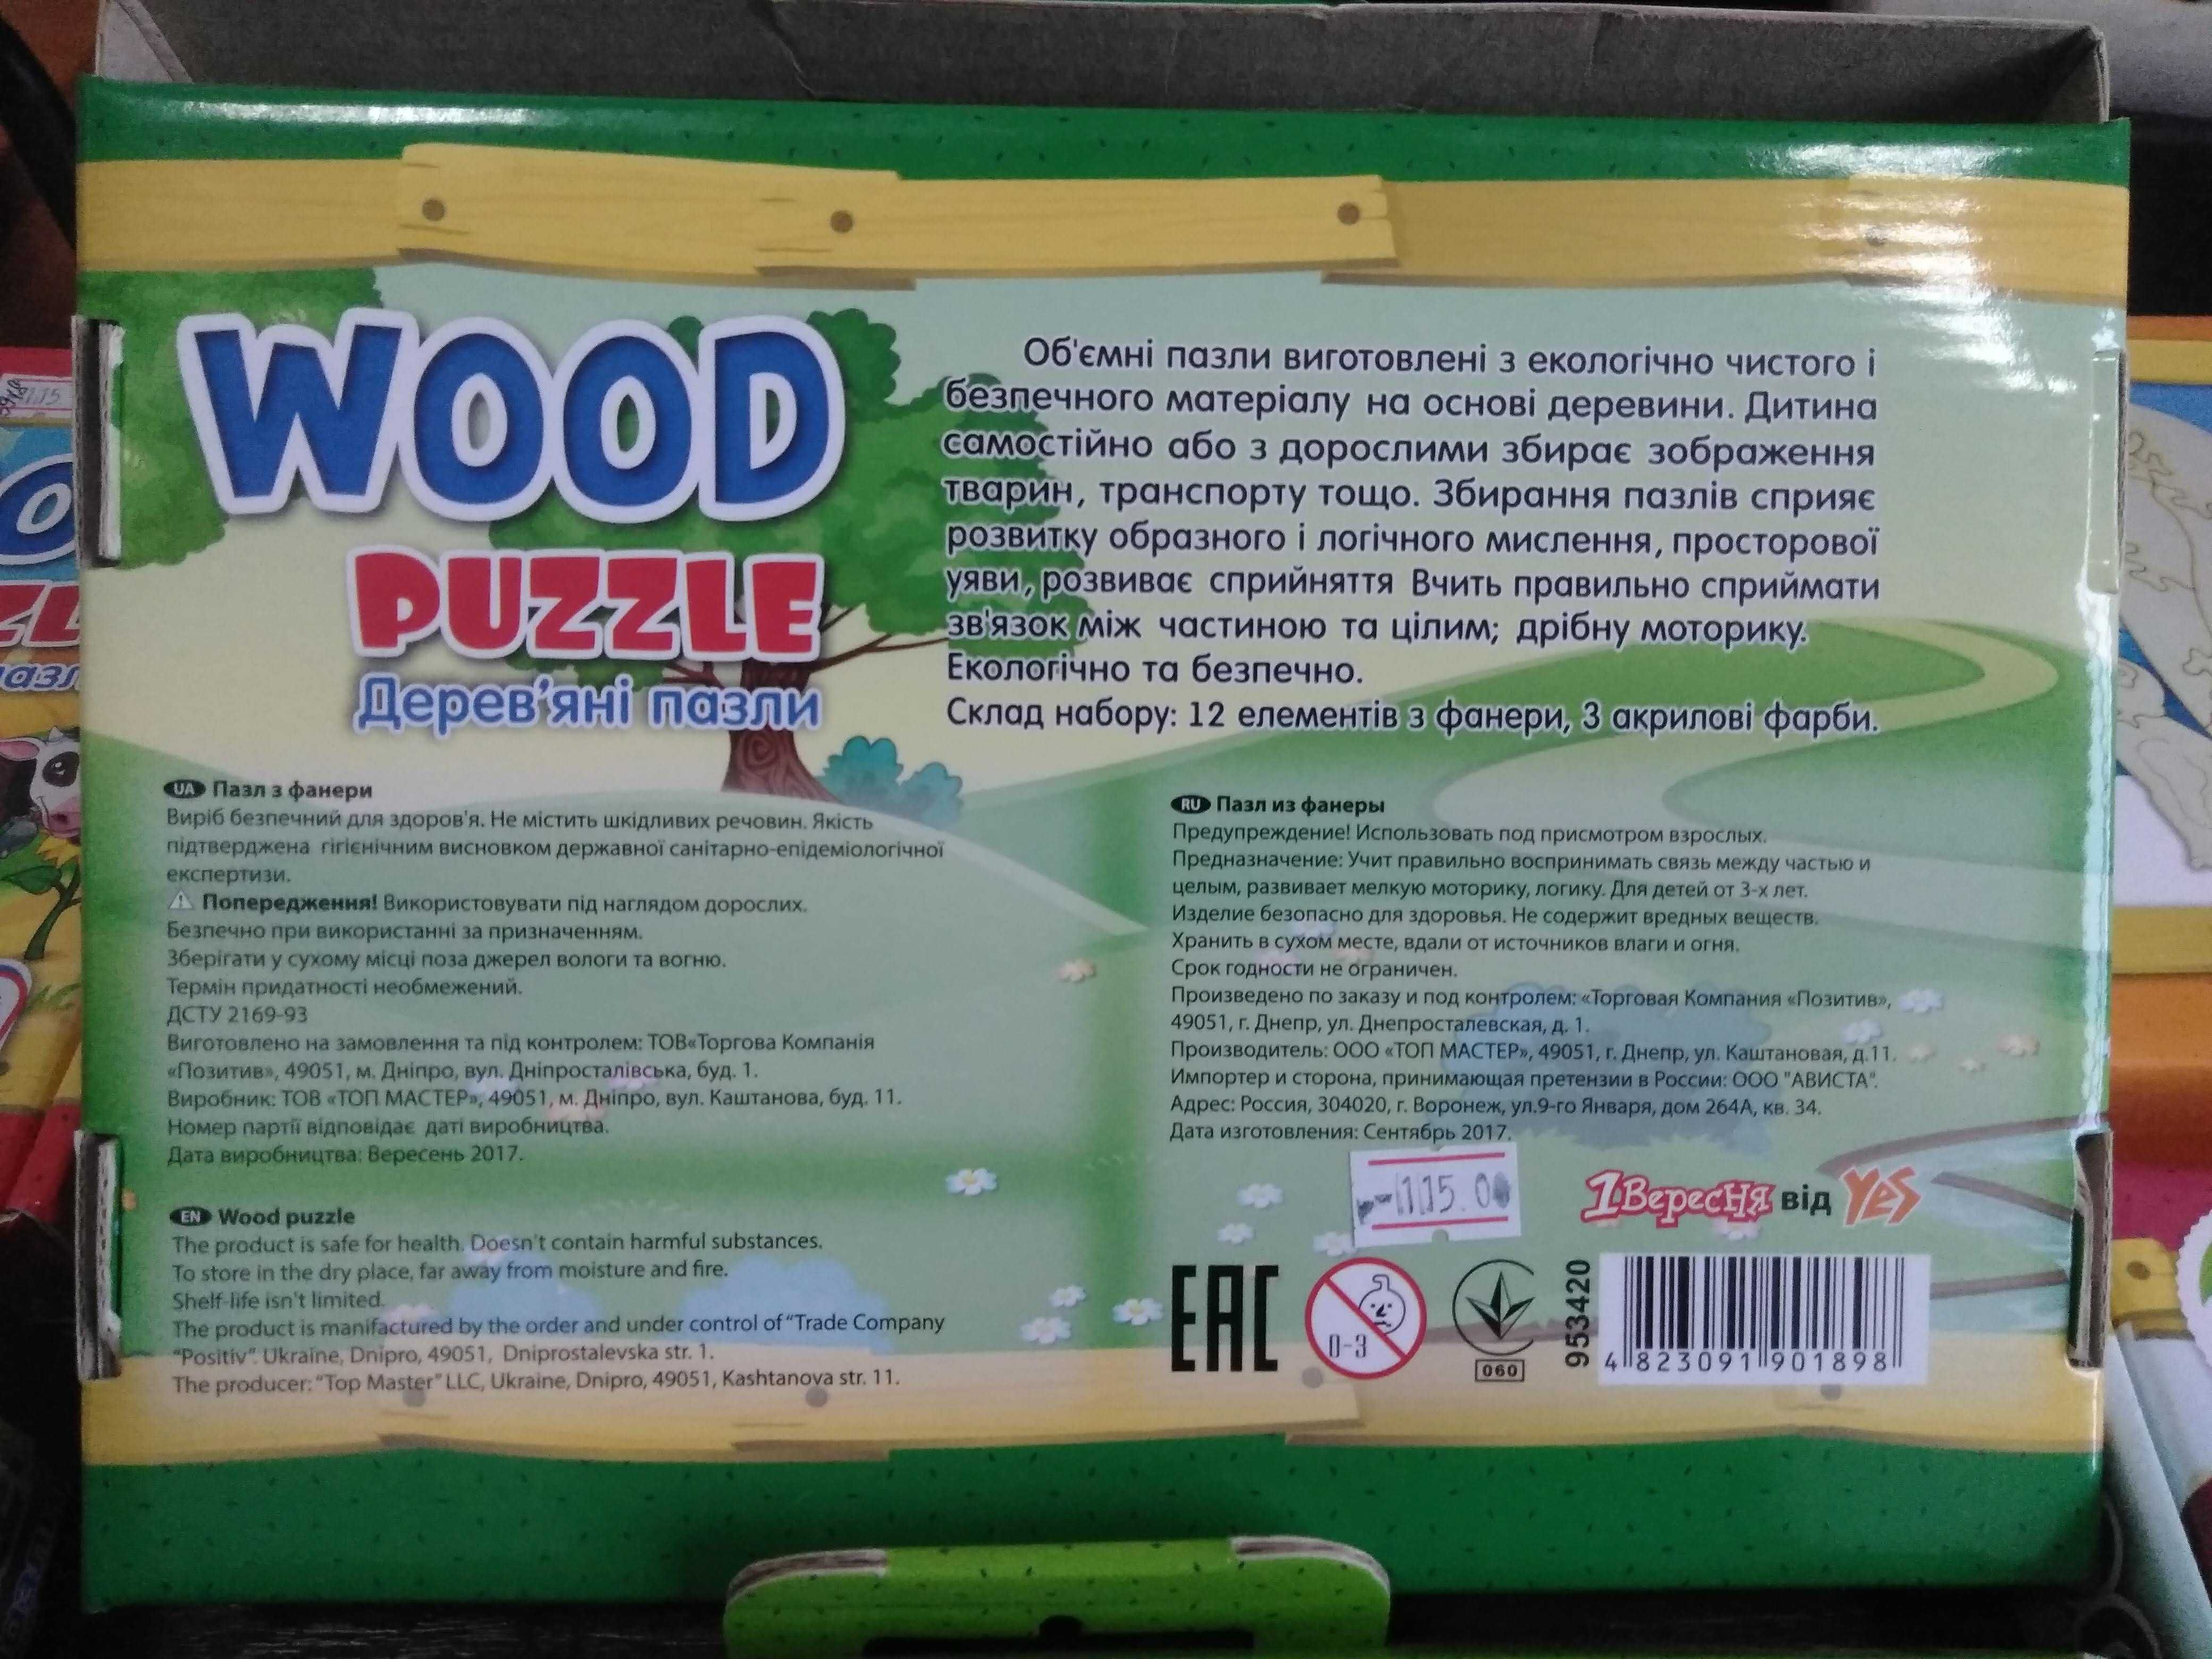 WOOD
PUZZLE
Дерев'яні пазли
Об'ємні пазли виготовлені з екологічно чистого і
безпечного матеріалу на основі деревини. Дитина
самостійно або з дорослими збирає зображення
тварин, транспорту тощо. Збирання пазлів сприяє
розвитку образного і логічного мислення, просторової
уяви, розвиває сприйняття Вчить правильно сприймати
зв'язок між частиною та цілим; дрібну моторику.
Екологічно та безпечно.
Склад набору: 12 елементів з фанери, 3 акрилові фарби.
UA Пазл з фанери
Виріб безпечний для здоров'я. Не містить шкідливих речовин. Якість
підтверджена гігієнічним висновком державної санітарно-епідеміологічної
експертизи.
Попередження! Використовувати під наглядом дорослих.
Безпечно при використанні за призначенням.
Зберігати у сухому місці поза джерел вологи та вогню.
Термін придатності необмежений.
ДСТУ 2169-93
Виготовлено на замовлення та під контролем: ТОВ«Торгова Компанія
«Позитив», 49051, м. Дніпро, вул. Дніпросталівська, буд. 1.
Виробник: ТОВ «ТОП МАСТЕР», 49051, м. Дніпро, вул. Каштанова, буд. 11.
Номер партії відповідає даті виробництва.
Дата виробництва: Вересень 2017.
EN Wood puzzle
The product is safe for health. Doesn't contain harmful substances.
To store in the dry place, far away from moisture and fire.
Shelf-life isn't limited.
The product is manifactured by the order and under control of "Trade Company
"Positiv". Ukraine, Dnipro, 49051, Dniprostalevska str. 1.
The producer: "Top Master" LLC, Ukraine, Dnipro, 49051, Kashtanova str. 11.
RU Пазл из фанеры
Предупреждение! Использовать под присмотром взрослых.
Предназначение: Учит правильно воспринимать связь между частью и
целым, развивает мелкую моторику, логику. Для детей от 3-х лет.
Изделие безопасно для здоровья. Не содержит вредных веществ.
Хранить в сухом месте, вдали от источников влаги и огня.
Срок годности не ограничен.
Произведено по заказу и под контролем: «Торговая Компания «Позитив»,
49051, г. Днепр, ул. Днепросталевская, д. 1.
Производитель: ООО «ТОП МАСТЕР», 49051, г. Днепр, ул. Каштановая, д.11.
Импортер и сторона, принимающая претензии в России: ООО "АВИСТА".
Адрес: Россия, 304020, г. Воронеж, ул.9-го Января, дом 264А, кв. 34.
Дата изготовления: Сентябрь 2017.
115.00
1 Вересня від Yes
EAC
0-3
060
953420
4 823091 901898